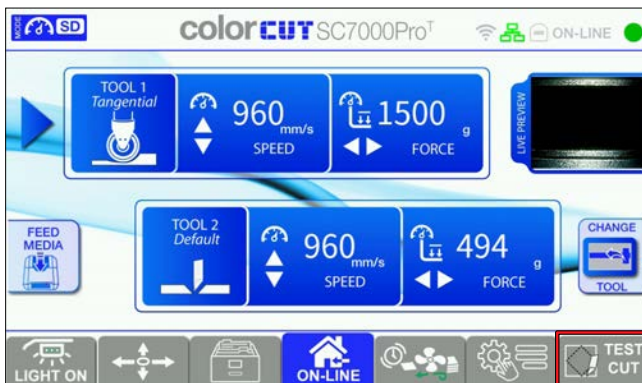 MODE
SD
colorCUT SC7000Proᵀ
ON-LINE
TOOL 1
Tangential
960 mm/s
SPEED
1500 g
FORCE
LIVE PREVIEW
FEED
MEDIA
TOOL 2
Default
960 mm/s
SPEED
494 g
FORCE
CHANGE
TOOL
LIGHT ON
ON-LINE
TEST
CUT